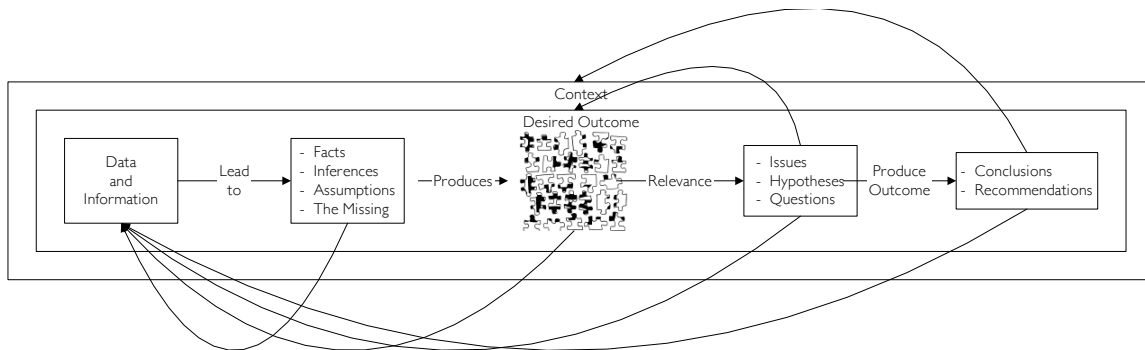 Context
Desired Outcome
Data
and
Information
Lead
to
- Facts
- Inferences
- Assumptions
- The Missing
Produces
Relevance
- Issues
- Hypotheses
- Questions
Produce
Outcome
- Conclusions
- Recommendations